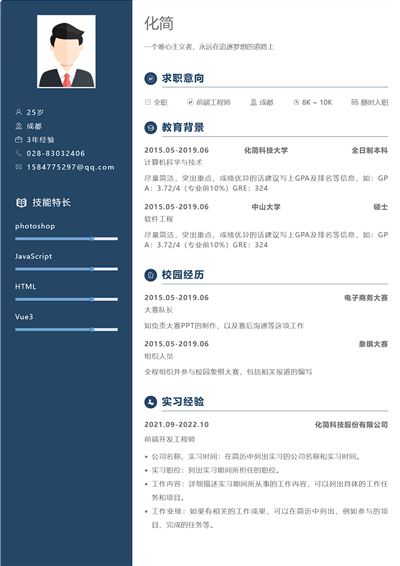 25岁
成都
3年经验
028-83032406
1584775297@qq.com
技能特长
photoshop
JavaScript
HTML
Vue3
化简
一个唯心主义者，永远在追逐梦想的道路上
求职意向
全职 前端工程师 成都 8K ~ 10K 随时入职
教育背景
2015.05-2019.06 化简科技大学 全日制本科
计算机科学与技术
尽量简洁，突出重点，成绩优异的话建议写上GPA及排名等信息，如：GP
A：3.72/4（专业前10%）GRE：324
2015.05-2019.06 中山大学 硕士
软件工程
尽量简洁，突出重点，成绩优异的话建议写上GPA及排名等信息，如：GP
A：3.72/4（专业前10%）GRE：324
校园经历
2015.05-2019.06 电子商务大赛
大赛队长
如负责大赛PPT的制作，以及赛后沟通等这项工作
2015.05-2019.06 象棋大赛
组织人员
全程组织并参与校园象棋大赛，包括相关报道的编写
实习经验
2021.09-2022.10 化简科技股份有限公司
前端开发工程师
• 公司名称、实习时间：在简历中列出实习的公司名称和实习时间。
• 实习职位：列出实习期间所担任的职位。
• 工作内容：详细描述实习期间所从事的工作内容，可以列出具体的工作任
务和项目。
• 工作业绩：如果有相关的工作成果，可以在简历中列出，例如参与的项
目、完成的任务等。